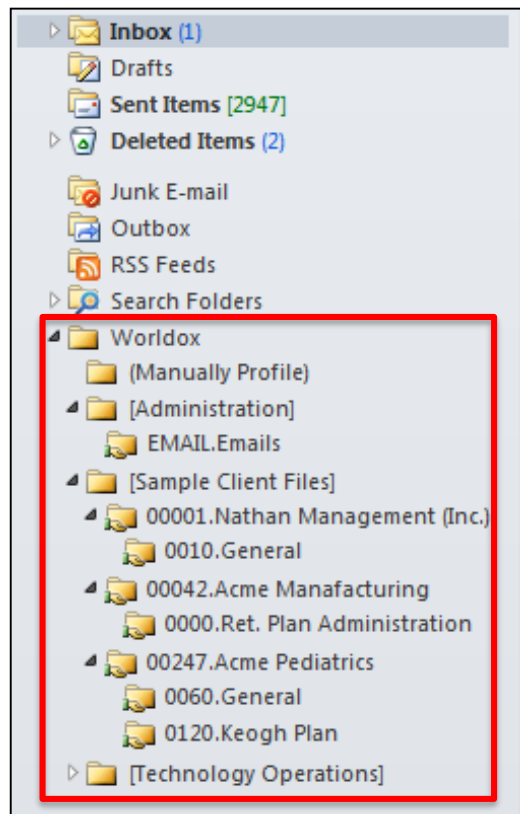 Inbox (1)
Drafts
Sent Items [2947]
Deleted Items (2)
Junk E-mail
Outbox
RSS Feeds
Search Folders
Worldox
(Manually Profile)
[Administration]
EMAIL.Emails
[Sample Client Files]
00001.Nathan Management (Inc.)
0010.General
00042.Acme Manafacturing
0000.Ret. Plan Administration
00247.Acme Pediatrics
0060.General
0120.Keogh Plan
[Technology Operations]